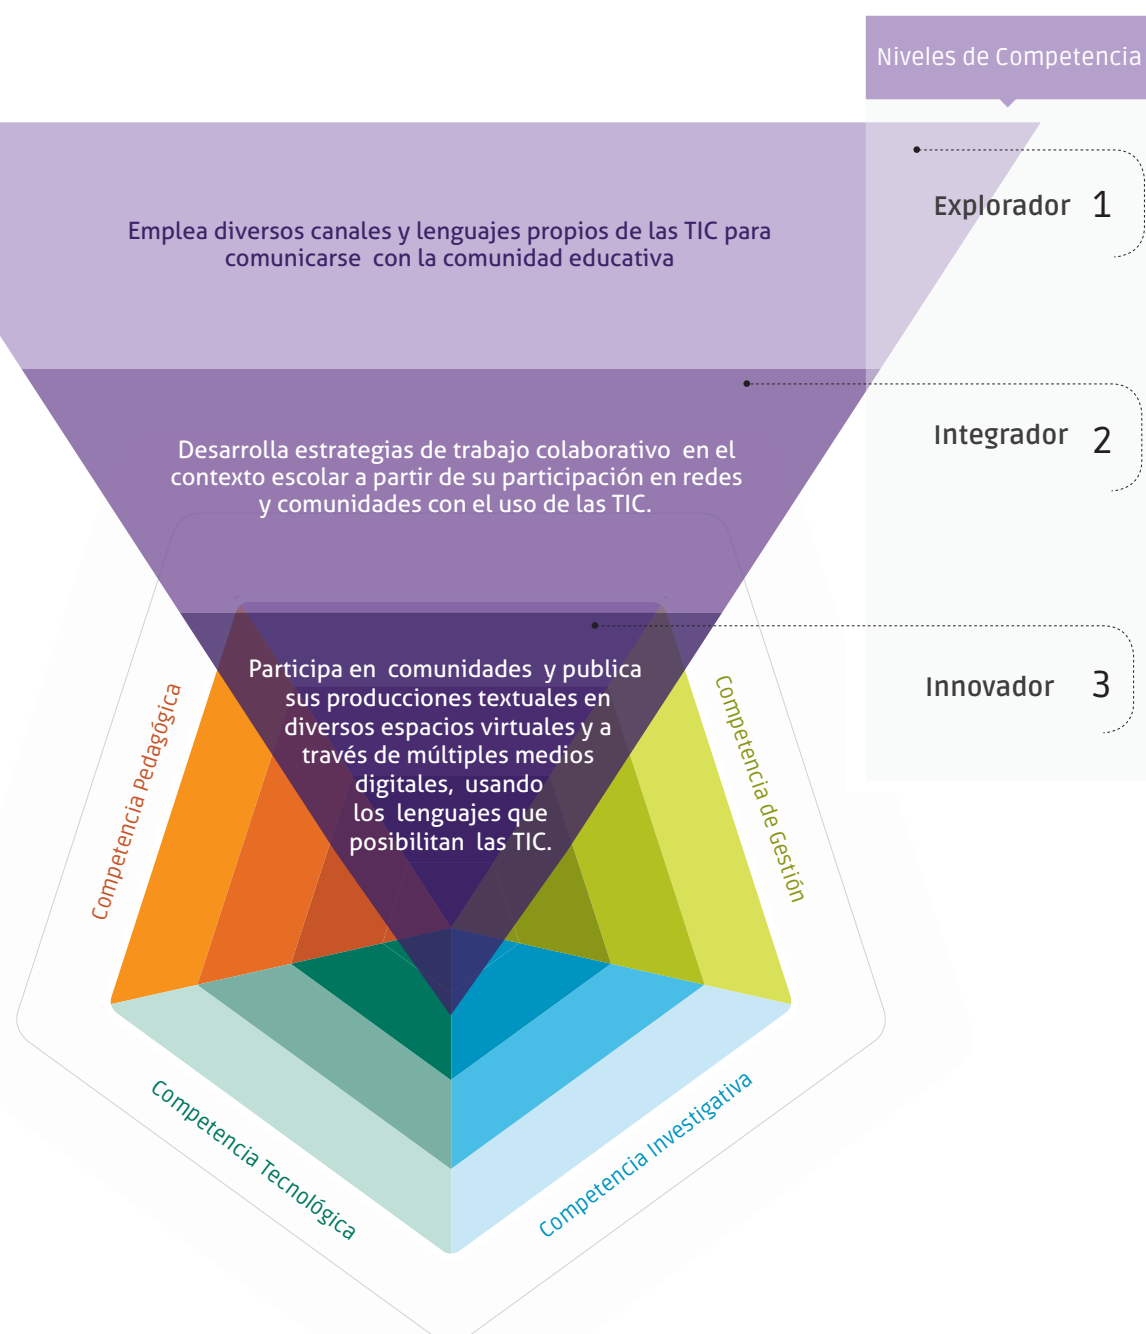 Niveles de Competencia
Emplea diversos canales y lenguajes propios de las TIC para
comunicarse con la comunidad educativa
Explorador 1
Desarrolla estrategias de trabajo colaborativo en el
contexto escolar a partir de su participación en redes
y comunidades con el uso de las TIC.
Integrador 2
Participa en comunidades y publica
sus producciones textuales en
diversos espacios virtuales y a
través de múltiples medios
digitales, usando
los lenguajes que
posibilitan las TIC.
Innovador 3
Competencia Pedagógica
Competencia de Gestión
Competencia Tecnológica
Competencia Investigativa